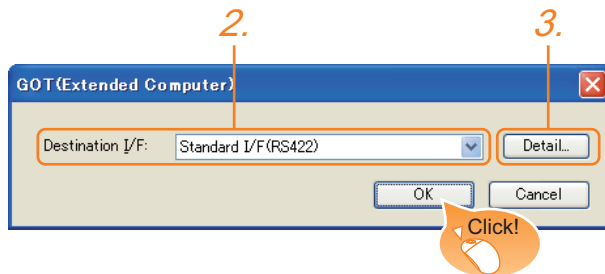 2.
3.
GOT(Extended Computer)
Destination I/F:
Standard I/F(RS422)
Detail...
OK
Cancel
Click!